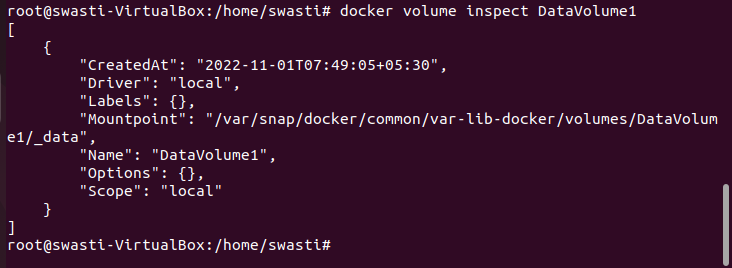 root@swasti-VirtualBox:/home/swasti# docker volume inspect DataVolume1
[
    {
        "CreatedAt": "2022-11-01T07:49:05+05:30",
        "Driver": "local",
        "Labels": {},
        "Mountpoint": "/var/snap/docker/common/var-lib-docker/volumes/DataVolum
e1/_data",
        "Name": "DataVolume1",
        "Options": {},
        "Scope": "local"
    }
]
root@swasti-VirtualBox:/home/swasti#